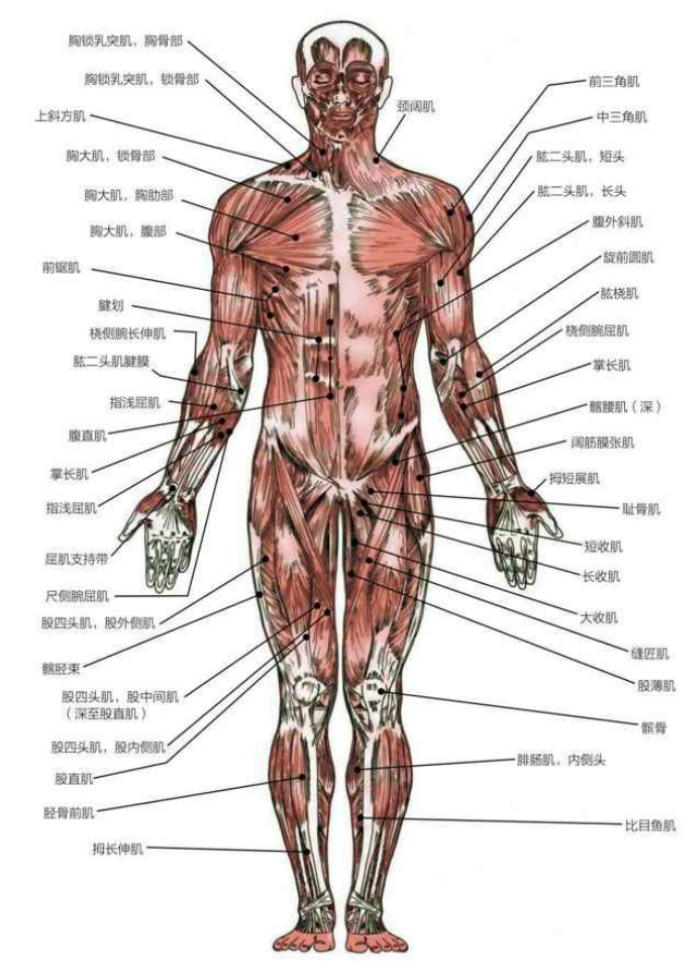 胸锁乳突肌，胸骨部
胸锁乳突肌，锁骨部
上斜方肌
胸大肌，锁骨部
胸大肌，胸肋部
胸大肌，腹部
前锯肌
腱划
桡侧腕长伸肌
肱二头肌腱膜
指浅屈肌
腹直肌
掌长肌
指浅屈肌
屈肌支持带
尺侧腕屈肌
股四头肌，股外侧肌
髂胫束
股四头肌，股中间肌
（深至股直肌）
股四头肌，股内侧肌
股直肌
胫骨前肌
拇长伸肌
颈阔肌
前三角肌
中三角肌
肱二头肌，短头
肱二头肌，长头
腹外斜肌
旋前圆肌
肱桡肌
桡侧腕屈肌
掌长肌
髂腰肌（深）
阔筋膜张肌
拇短展肌
耻骨肌
短收肌
长收肌
大收肌
缝匠肌
股薄肌
髌骨
腓肠肌，内侧头
比目鱼肌